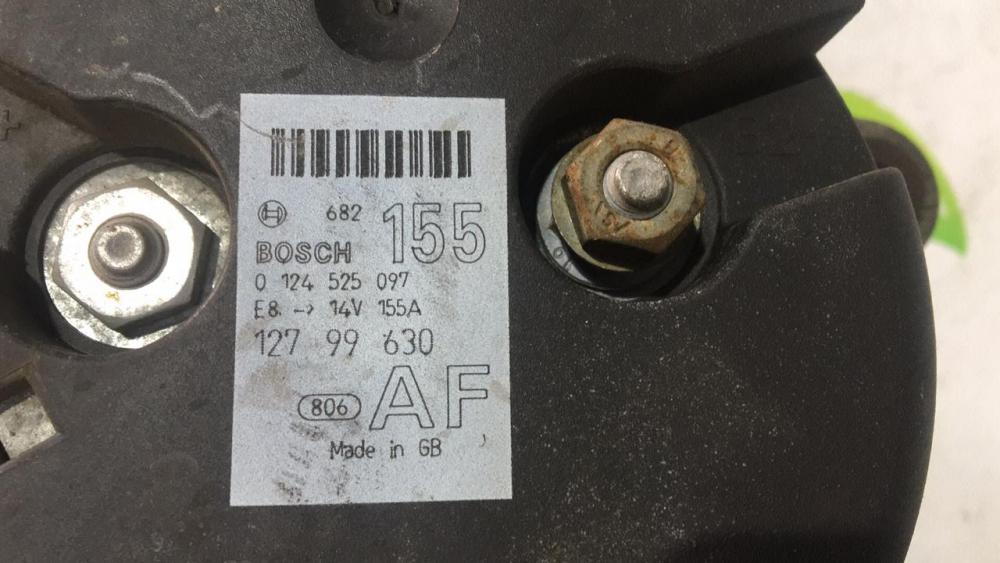 682 155
BOSCH
0 124 525 097
E8 -> 14V 155A
127 99 630
806 AF
Made in GB